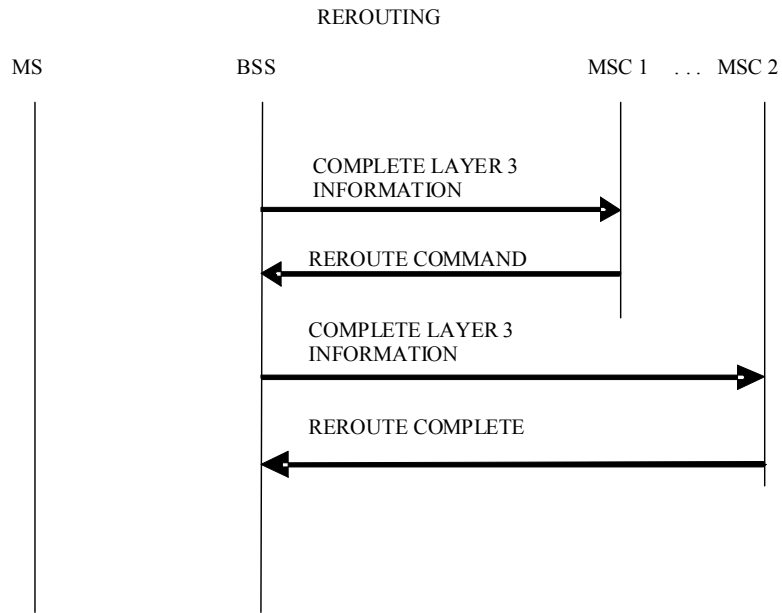 REROUTING
MS BSS MSC 1 . . . MSC 2
COMPLETE LAYER 3
INFORMATION
REROUTE COMMAND
COMPLETE LAYER 3
INFORMATION
REROUTE COMPLETE